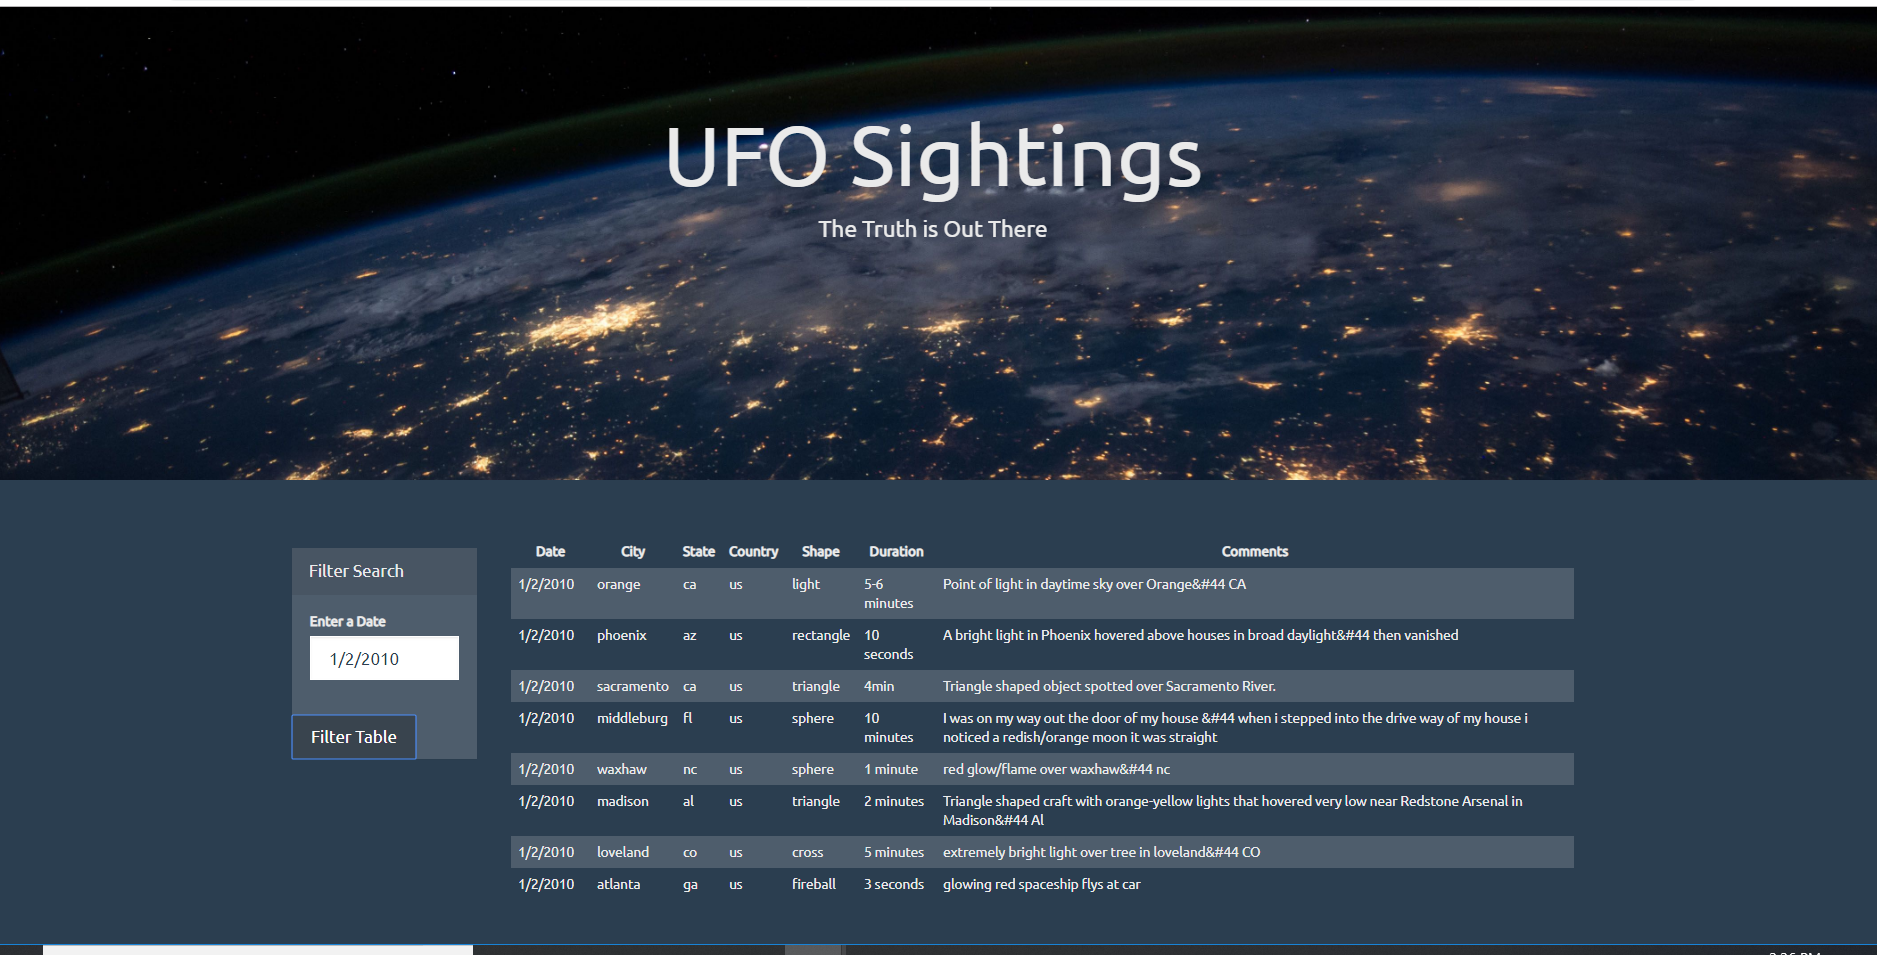 UFO Sightings
The Truth is Out There
Filter Search
Enter a Date
1/2/2010
Filter Table
Date City State Country Shape Duration Comments
1/2/2010 orange ca us light 5-6 Point of light in daytime sky over Orange&#44 CA
minutes
1/2/2010 phoenix az us rectangle 10 A bright light in Phoenix hovered above houses in broad daylight&#44 then vanished
seconds
1/2/2010 sacramento ca us triangle 4min Triangle shaped object spotted over Sacramento River.
1/2/2010 middleburg fl us sphere 10 I was on my way out the door of my house &#44 when i stepped into the drive way of my house i
minutes noticed a redish/orange moon it was straight
1/2/2010 waxhaw nc us sphere 1 minute red glow/flame over waxhaw&#44 nc
1/2/2010 madison al us triangle 2 minutes Triangle shaped craft with orange-yellow lights that hovered very low near Redstone Arsenal in
Madison&#44 Al
1/2/2010 loveland co us cross 5 minutes extremely bright light over tree in loveland&#44 CO
1/2/2010 atlanta ga us fireball 3 seconds glowing red spaceship flys at car